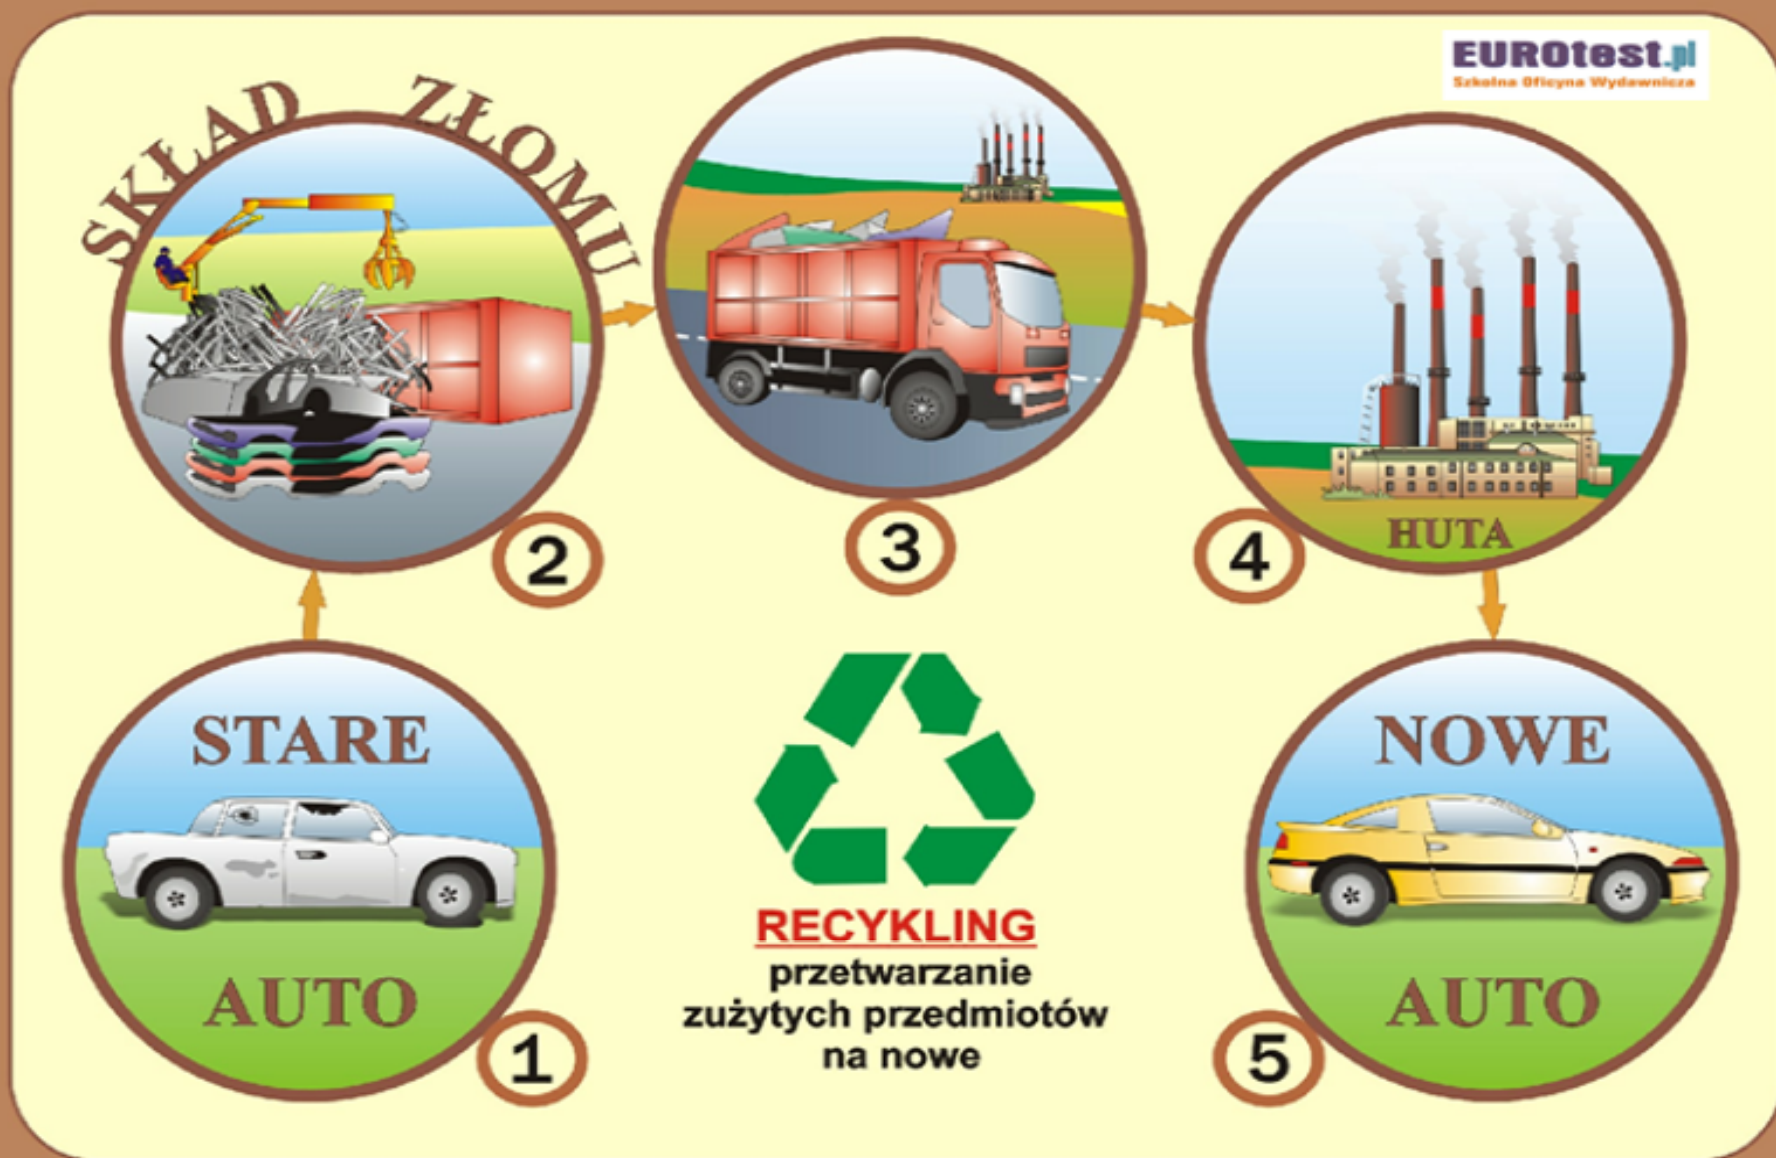 EUROtest.pl
Szkolna Oficyna Wydawnicza
SKŁAD ZŁOMU
2
3
4
HUTA
STARE
AUTO
1
RECYKLING
przetwarzanie
zużytych przedmiotów
na nowe
NOWE
AUTO
5